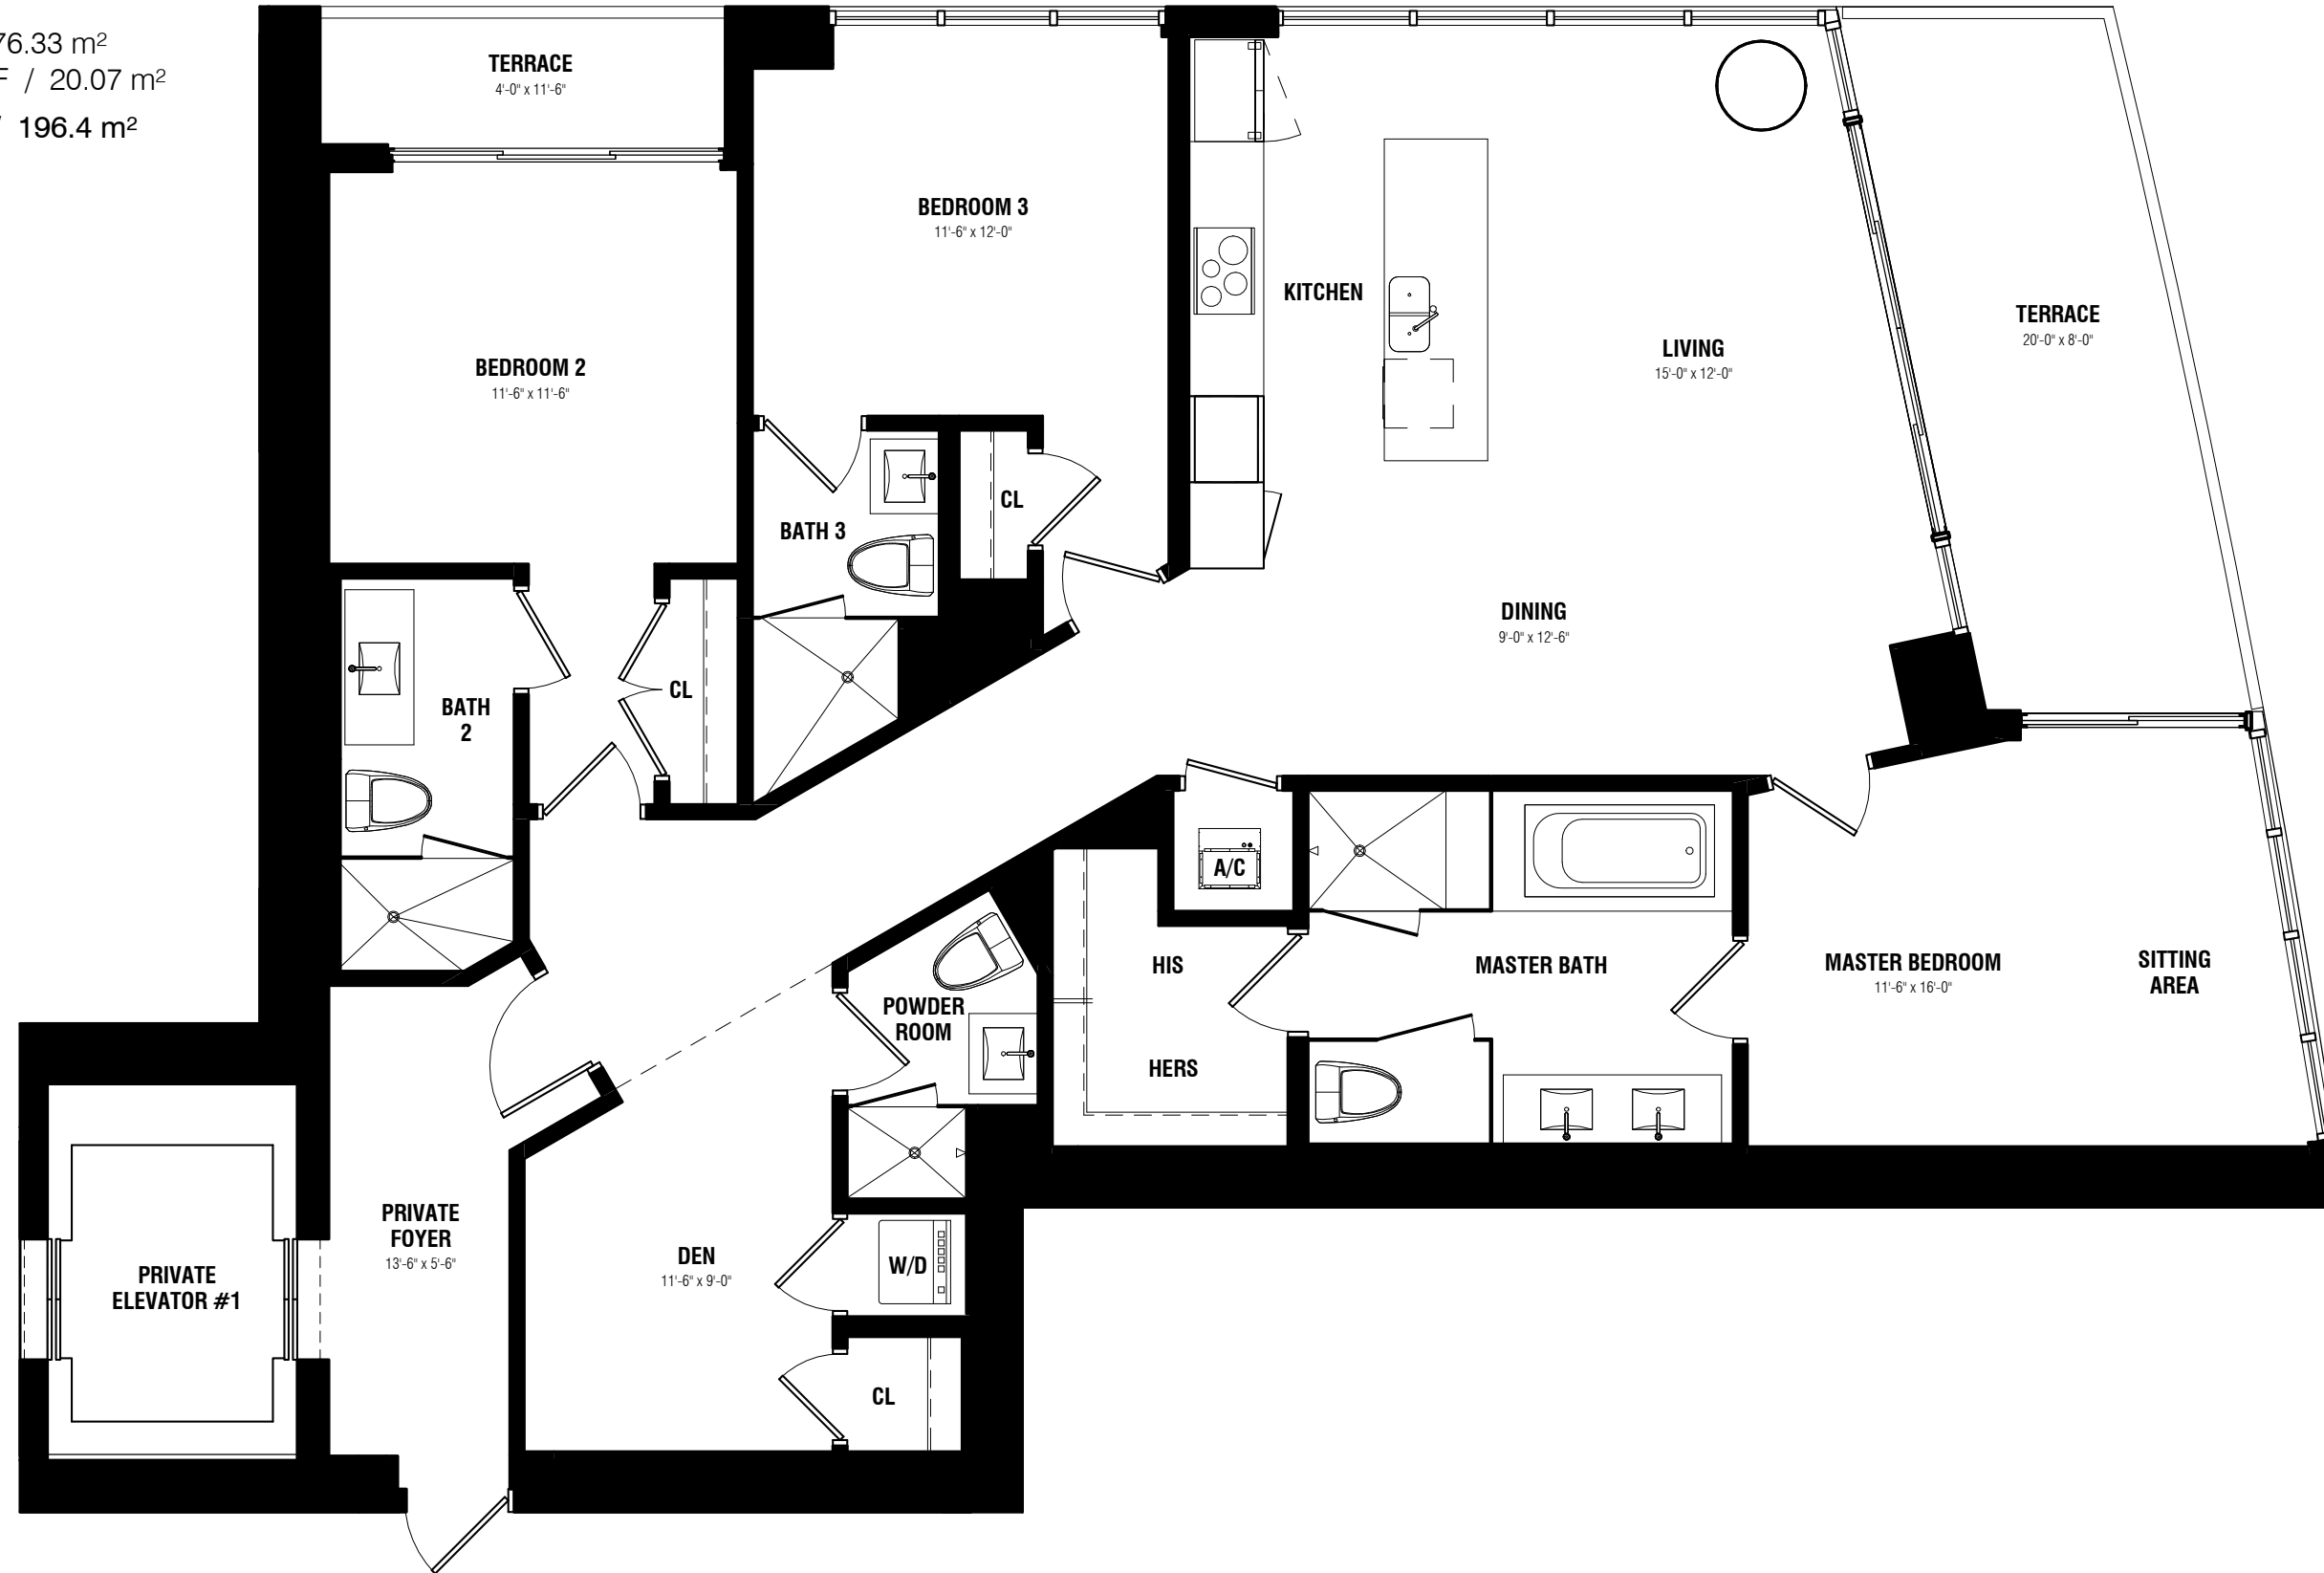 76.33 m²
F / 20.07 m²
/ 196.4 m²
TERRACE
4'-0" x 11'-6"
BEDROOM 3
11'-6" x 12'-0"
KITCHEN
TERRACE
20'-0" x 8'-0"
LIVING
15'-0" x 12'-0"
BEDROOM 2
11'-6" x 11'-6"
CL
BATH 3
DINING
9'-0" x 12'-6"
CL
BATH
2
A/C
HIS
MASTER BATH
MASTER BEDROOM
11'-6" x 16'-0"
SITTING
AREA
POWDER
ROOM
HERS
PRIVATE
FOYER
13'-6" x 5'-6"
DEN
11'-6" x 9'-0"
W/D
PRIVATE
ELEVATOR #1
CL